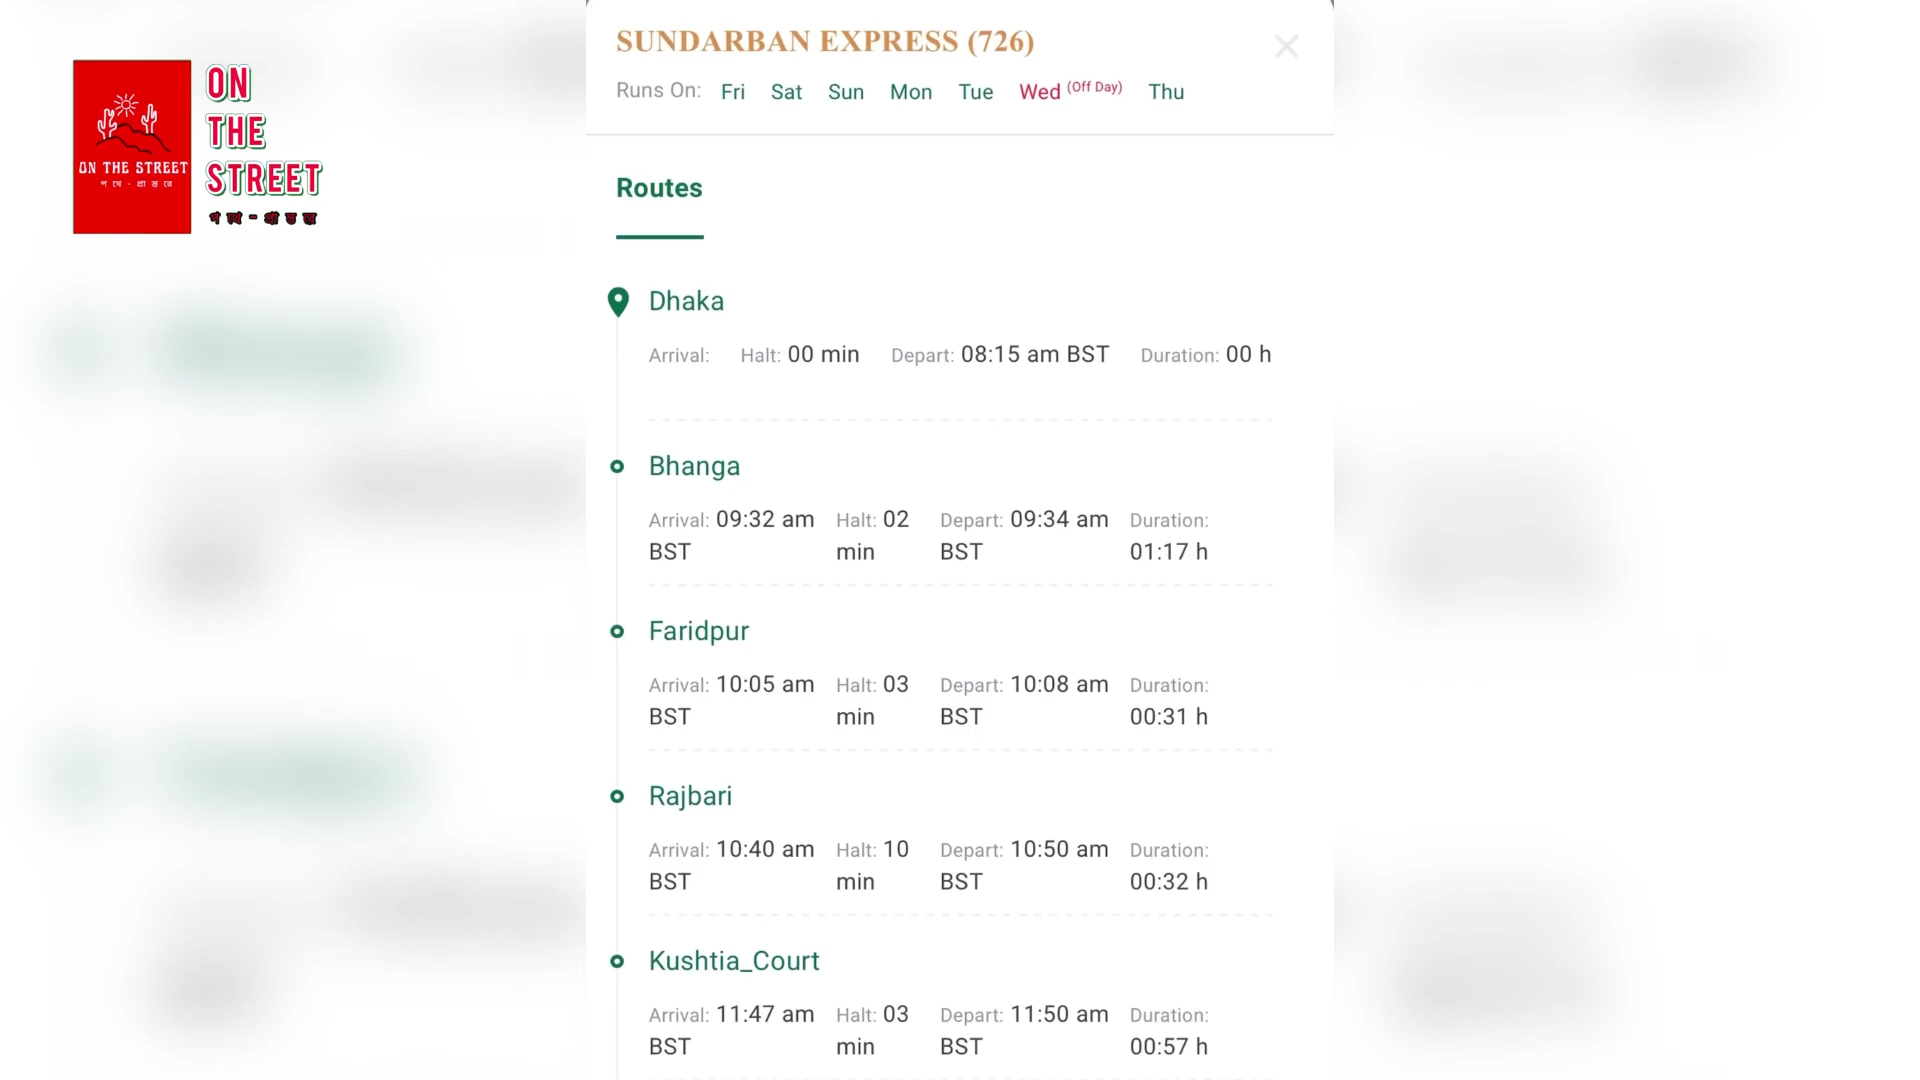 ON THE STREET
প থে - প্রা ন্ত রে
ON
THE
STREET
প থে - প্রা ন্ত রে
SUNDARBAN EXPRESS (726)
Runs On: Fri Sat Sun Mon Tue Wed (Off Day) Thu
Routes
Dhaka
Arrival: Halt: 00 min Depart: 08:15 am BST Duration: 00 h
Bhanga
Arrival: 09:32 am Halt: 02 Depart: 09:34 am Duration:
BST min BST 01:17 h
Faridpur
Arrival: 10:05 am Halt: 03 Depart: 10:08 am Duration:
BST min BST 00:31 h
Rajbari
Arrival: 10:40 am Halt: 10 Depart: 10:50 am Duration:
BST min BST 00:32 h
Kushtia_Court
Arrival: 11:47 am Halt: 03 Depart: 11:50 am Duration:
BST min BST 00:57 h